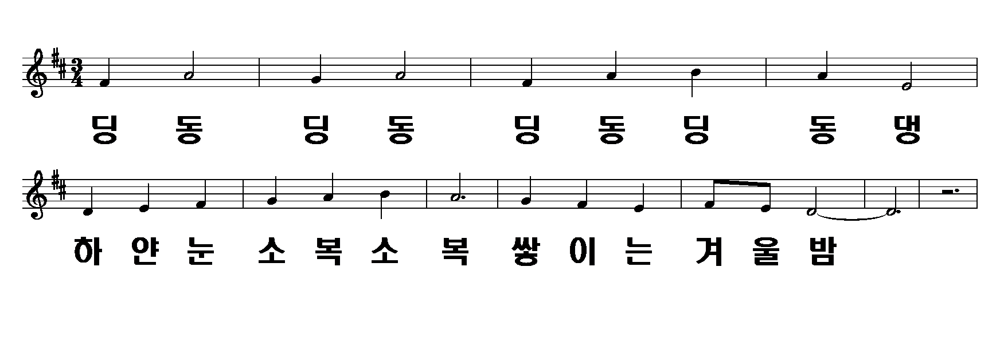 딩 동 딩 동 딩 동 딩 동 댕
하 얀 눈 소 복 소 복 쌓 이 는 겨 울 밤